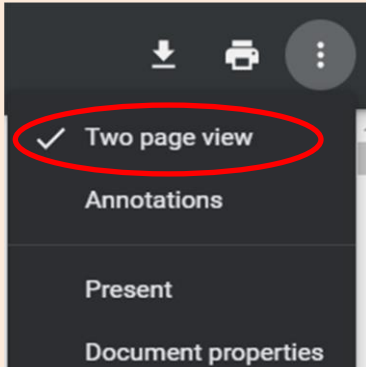 Two page view
Annotations
Present
Document properties